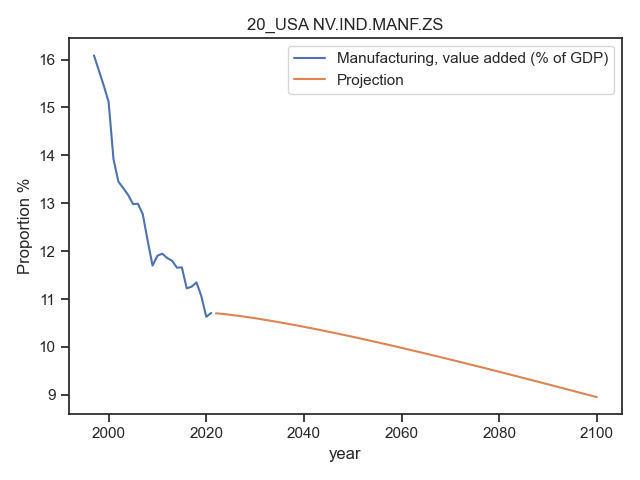 20_USA NV.IND.MANF.ZS
Manufacturing, value added (% of GDP)
Projection
Proportion %
16
15
14
13
12
11
10
9
2000 2020 2040 2060 2080 2100
year